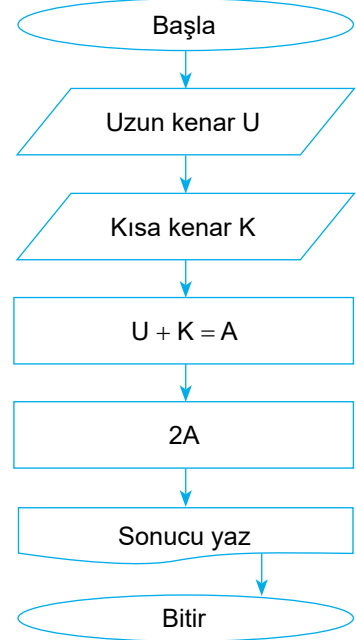 Başla
Uzun kenar U
Kısa kenar K
U + K = A
2A
Sonucu yaz
Bitir